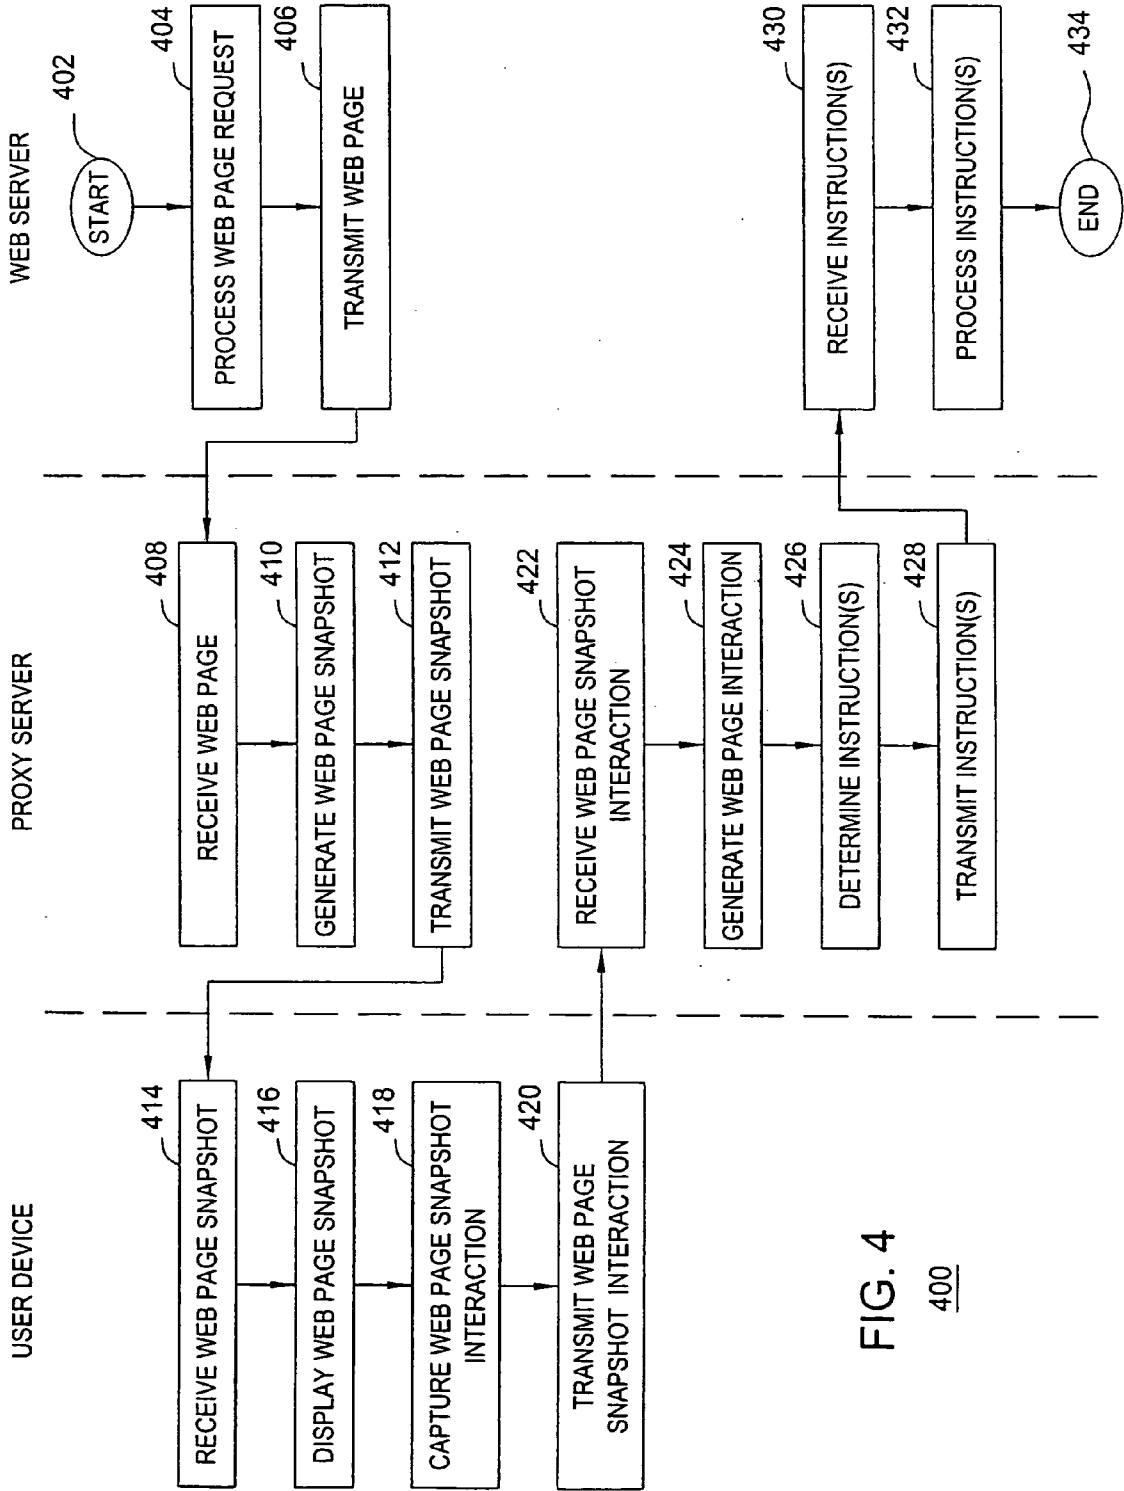 USER DEVICE
PROXY SERVER
WEB SERVER
START
402
PROCESS WEB PAGE REQUEST
404
TRANSMIT WEB PAGE
406
RECEIVE WEB PAGE
408
GENERATE WEB PAGE SNAPSHOT
410
TRANSMIT WEB PAGE SNAPSHOT
412
RECEIVE WEB PAGE SNAPSHOT
414
DISPLAY WEB PAGE SNAPSHOT
416
CAPTURE WEB PAGE SNAPSHOT
INTERACTION
418
TRANSMIT WEB PAGE
SNAPSHOT INTERACTION
420
RECEIVE WEB PAGE SNAPSHOT
INTERACTION
422
GENERATE WEB PAGE INTERACTION
424
DETERMINE INSTRUCTION(S)
426
TRANSMIT INSTRUCTION(S)
428
RECEIVE INSTRUCTION(S)
430
PROCESS INSTRUCTION(S)
432
END
434
FIG. 4
400